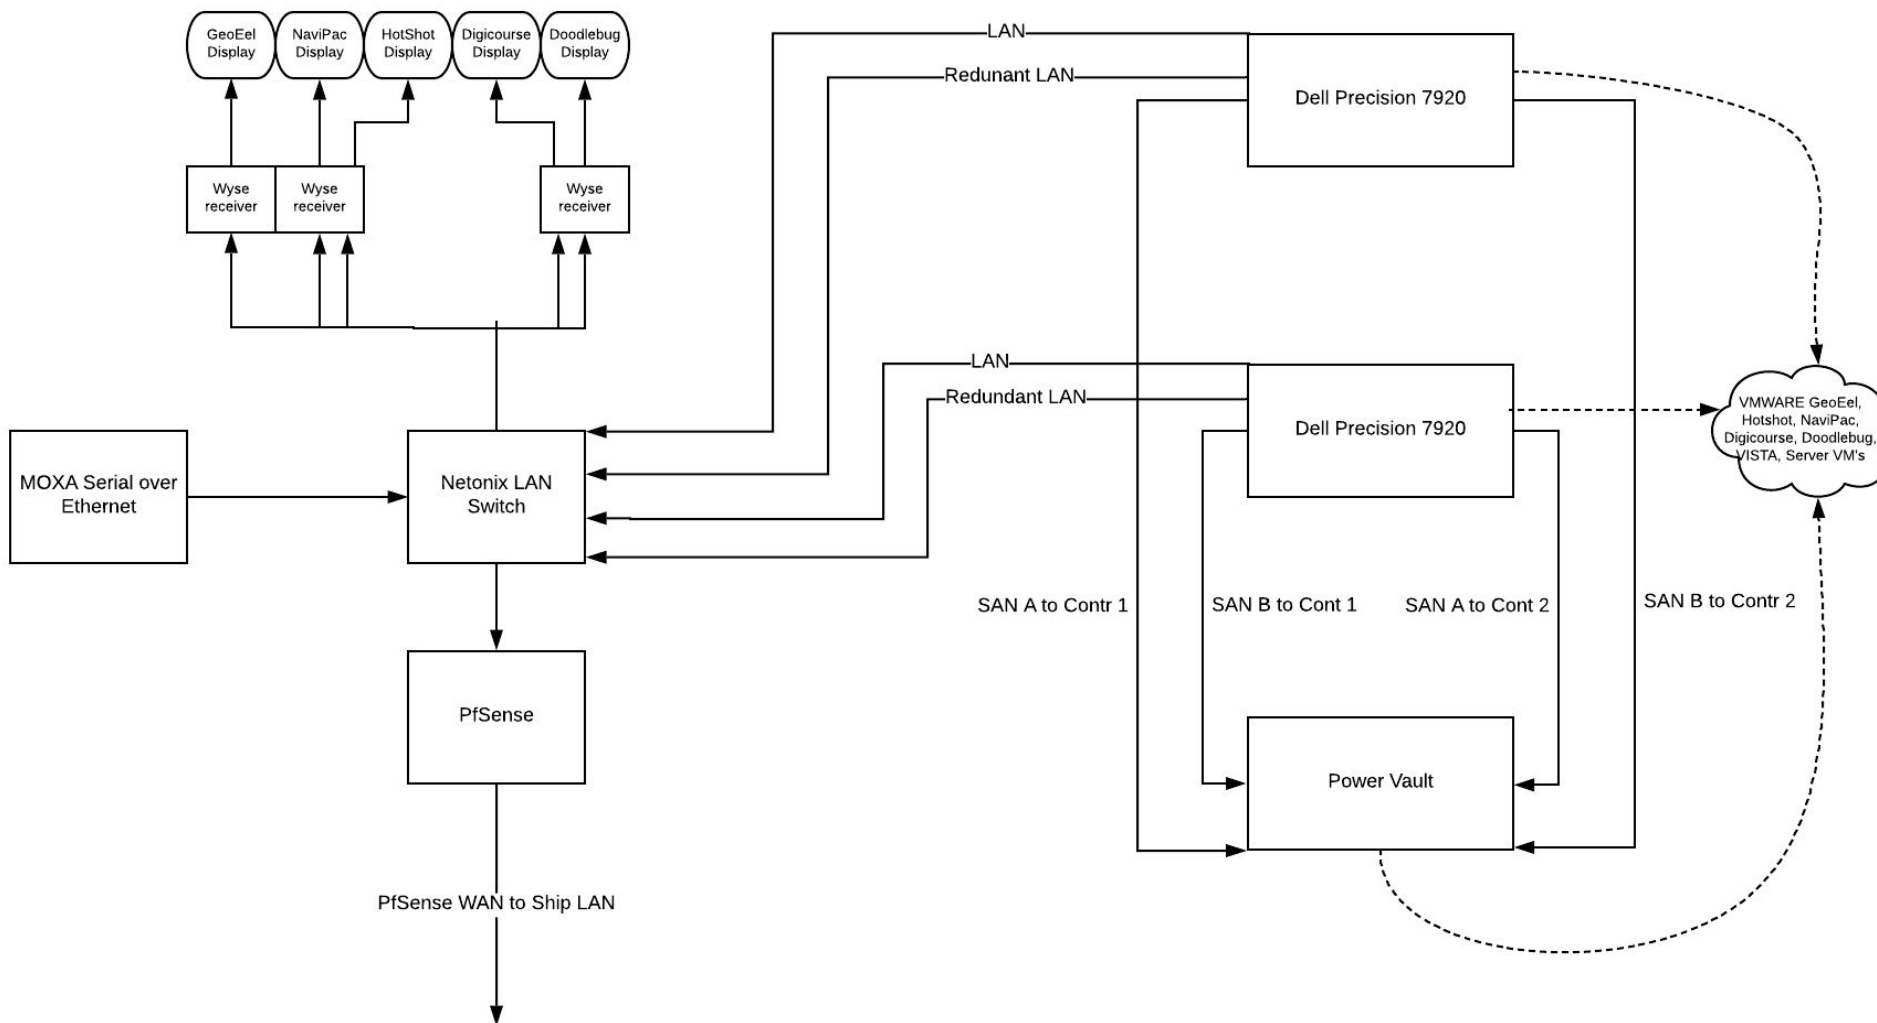 GeoEel
Display
NaviPac
Display
HotShot
Display
Digicourse
Display
Doodlebug
Display
LAN
Redunant LAN
Dell Precision 7920
Wyse
receiver
Wyse
receiver
Wyse
receiver
LAN
Redundant LAN
Dell Precision 7920
VMWARE GeoEel,
Hotshot, NaviPac,
Digicourse, Doodlebug,
VISTA, Server VM's
MOXA Serial over
Ethernet
Netonix LAN
Switch
SAN A to Contr 1
SAN B to Cont 1
SAN A to Cont 2
SAN B to Contr 2
PfSense
Power Vault
PfSense WAN to Ship LAN